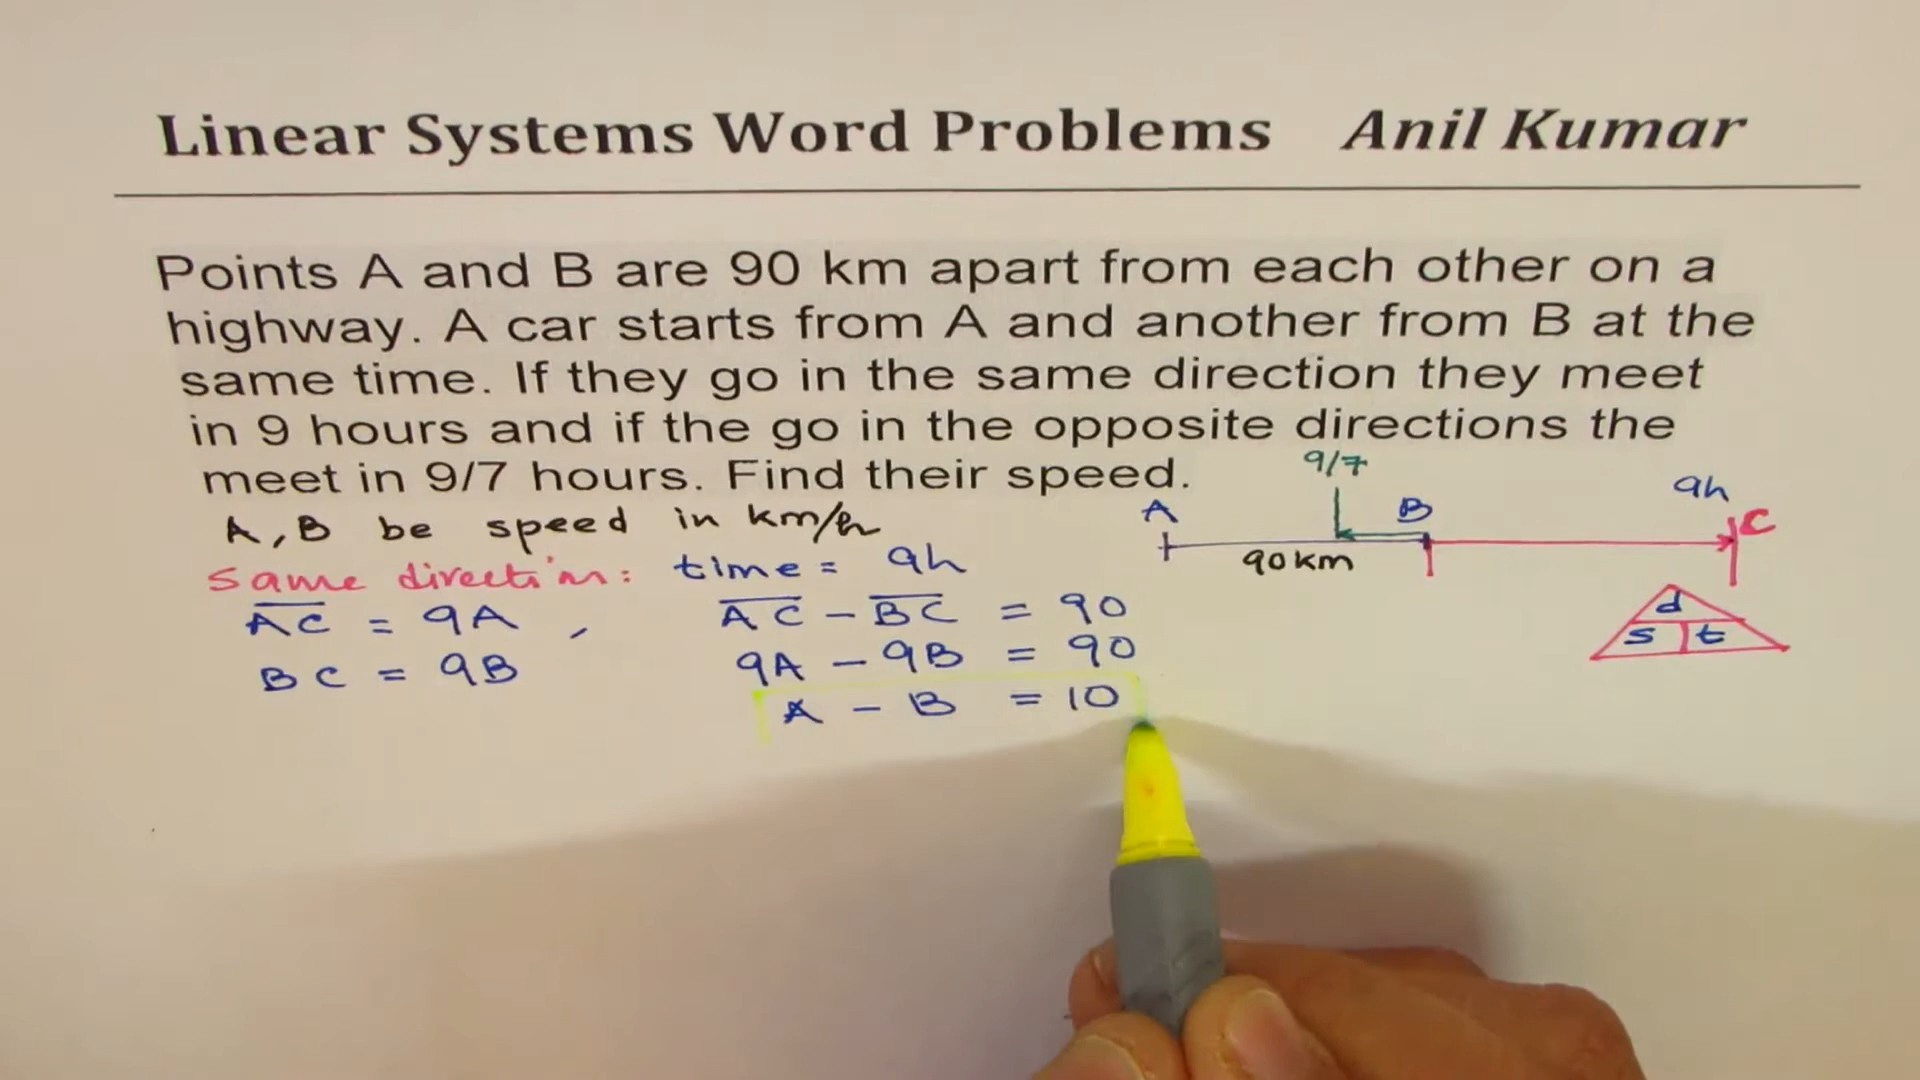 Linear Systems Word Problems Anil Kumar
Points A and B are 90 km apart from each other on a
highway. A car starts from A and another from B at the
same time. If they go in the same direction they meet
in 9 hours and if the go in the opposite directions the
meet in 9/7 hours. Find their speed.
9/7
9h
A
B
C
90km
A, B be speed in km/h
same direction: time = 9h
AC = 9A , AC - BC = 90
BC = 9B 9A - 9B = 90
A - B = 10
d
s t